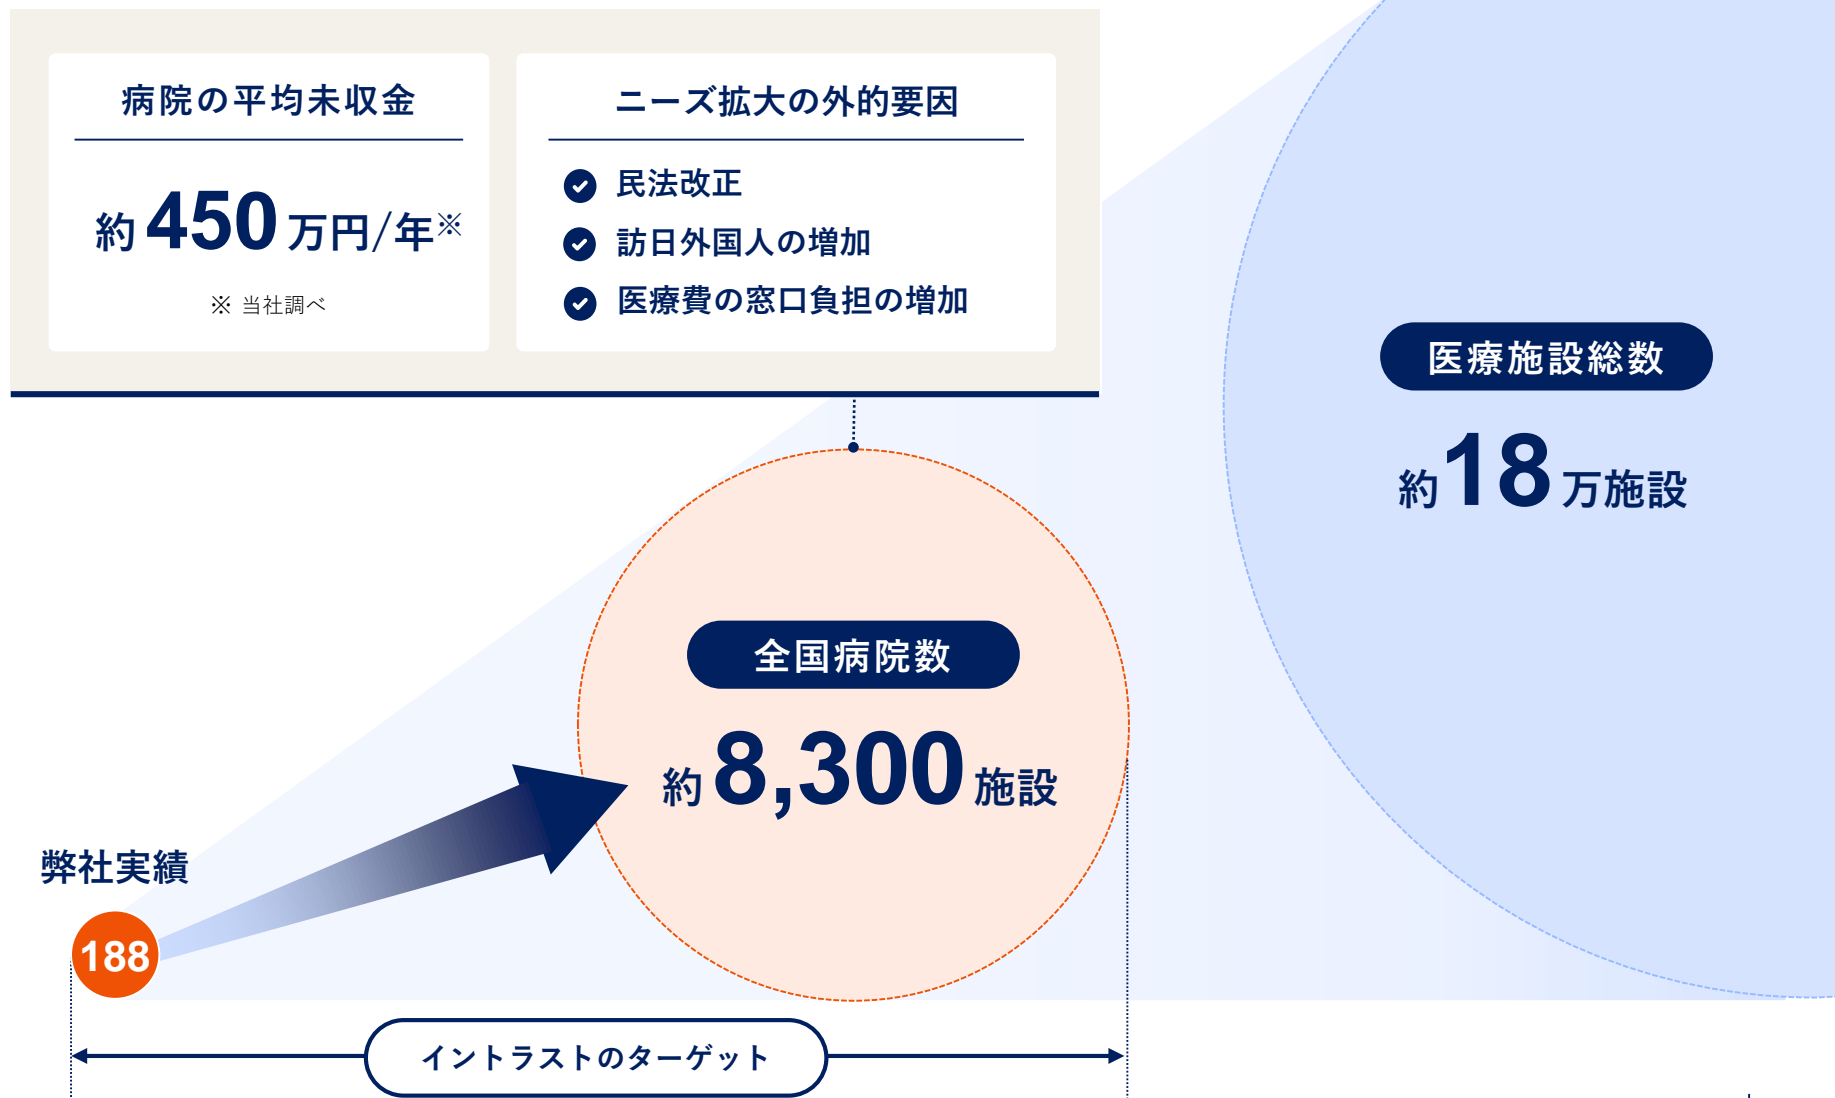 病院の平均未収金
約450万円/年※
※ 当社調べ
ニーズ拡大の外的要因
民法改正
訪日外国人の増加
医療費の窓口負担の増加
医療施設総数
約18万施設
全国病院数
約8,300施設
弊社実績
188
イントラストのターゲット